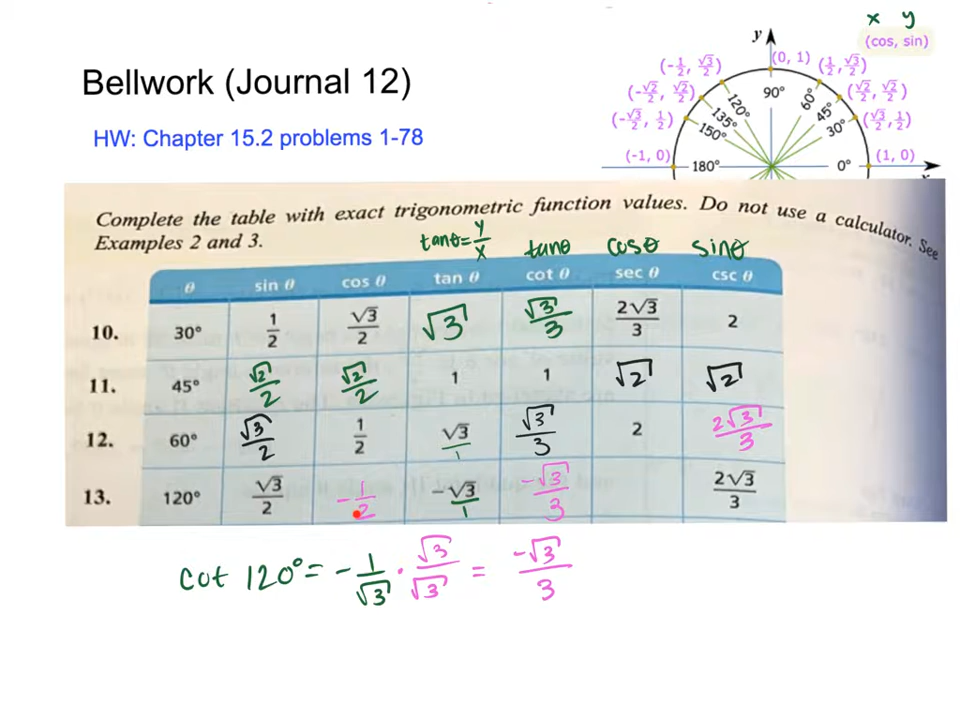 x y
(cos, sin)
Bellwork (Journal 12)
HW: Chapter 15.2 problems 1-78
y
(0, 1)
(-1/2, √3/2) (1/2, √3/2)
(-√2/2, √2/2) (√2/2, √2/2)
(-√3/2, 1/2) (√3/2, 1/2)
120° 90° 60°
135° 45°
150° 30°
(-1, 0) 180° 0° (1, 0)
Complete the table with exact trigonometric function values. Do not use a calculator. See
Examples 2 and 3.
tanθ=y/x tanθ cosθ sinθ
θ sin θ cos θ tan θ cot θ sec θ csc θ
10. 30° 1/2 √3/2 √3 √3/3 2√3/3 2
11. 45° √2/2 √2/2 1 1 √2 √2
12. 60° √3/2 1/2 √3/1 √3/3 2 2√3/3
13. 120° √3/2 -1/2 -√3/1 -√3/3 2√3/3
cot 120° = -1/√3 · √3/√3 = -√3/3